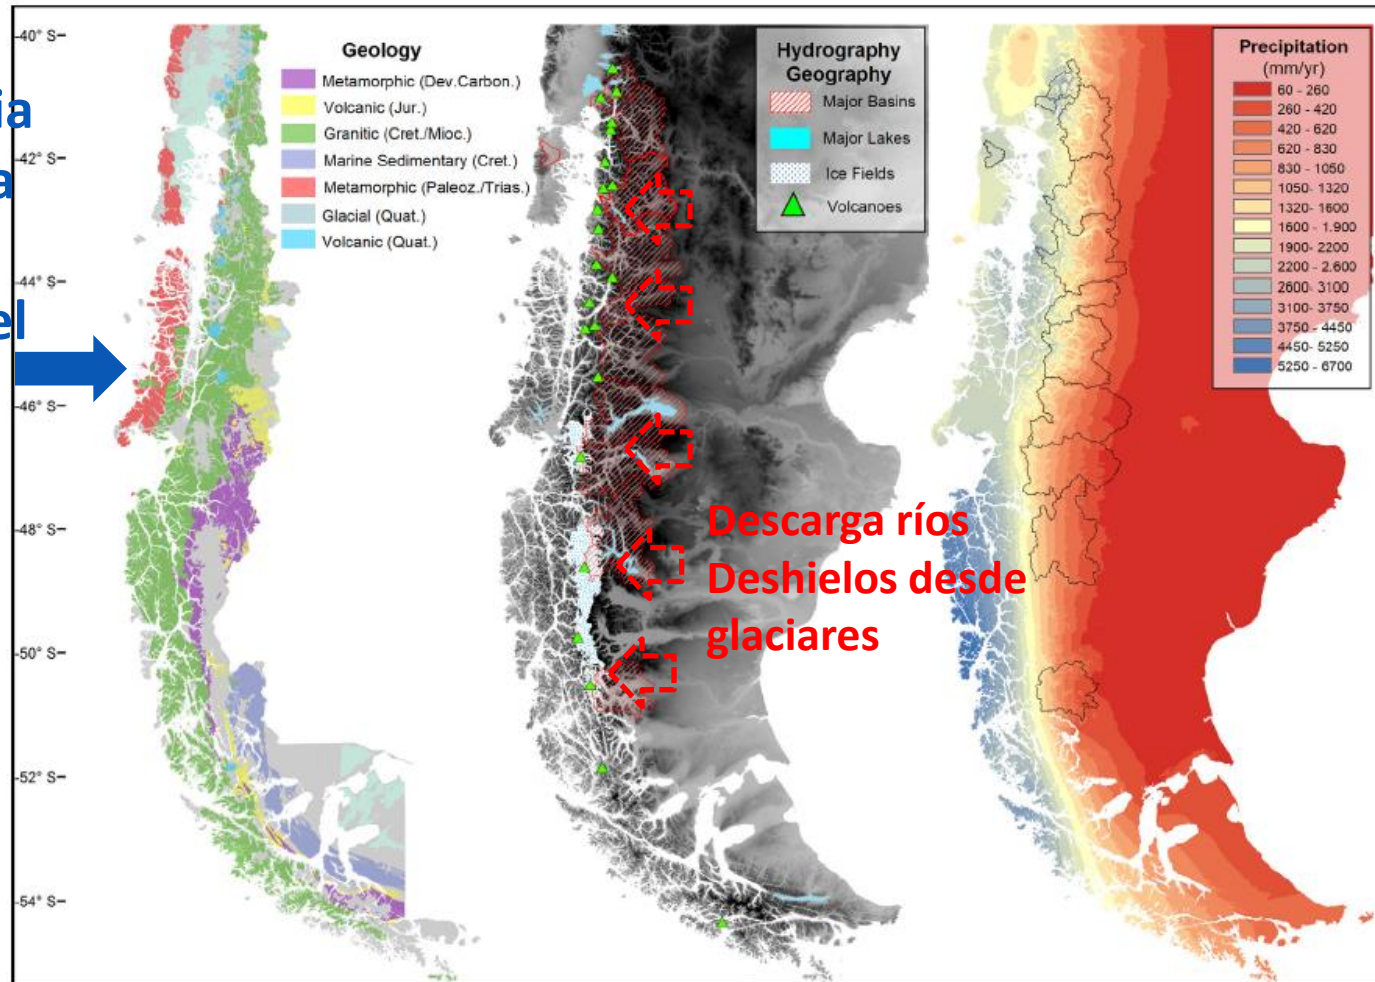 ia
a
el
-40° S-
-42° S-
-44° S-
-46° S-
-48° S-
-50° S-
-52° S-
-54° S-
Geology
Metamorphic (Dev.Carbon.)
Volcanic (Jur.)
Granitic (Cret./Mioc.)
Marine Sedimentary (Cret.)
Metamorphic (Paleoz./Trias.)
Glacial (Quat.)
Volcanic (Quat.)
Hydrography
Geography
Major Basins
Major Lakes
Ice Fields
Volcanoes
Descarga ríos
Deshielos desde
glaciares
Precipitation
(mm/yr)
60 - 260
260 - 420
420 - 620
620 - 830
830 - 1050
1050- 1320
1320- 1600
1600 - 1.900
1900- 2200
2200 - 2.600
2600- 3100
3100- 3750
3750 - 4450
4450- 5250
5250 - 6700